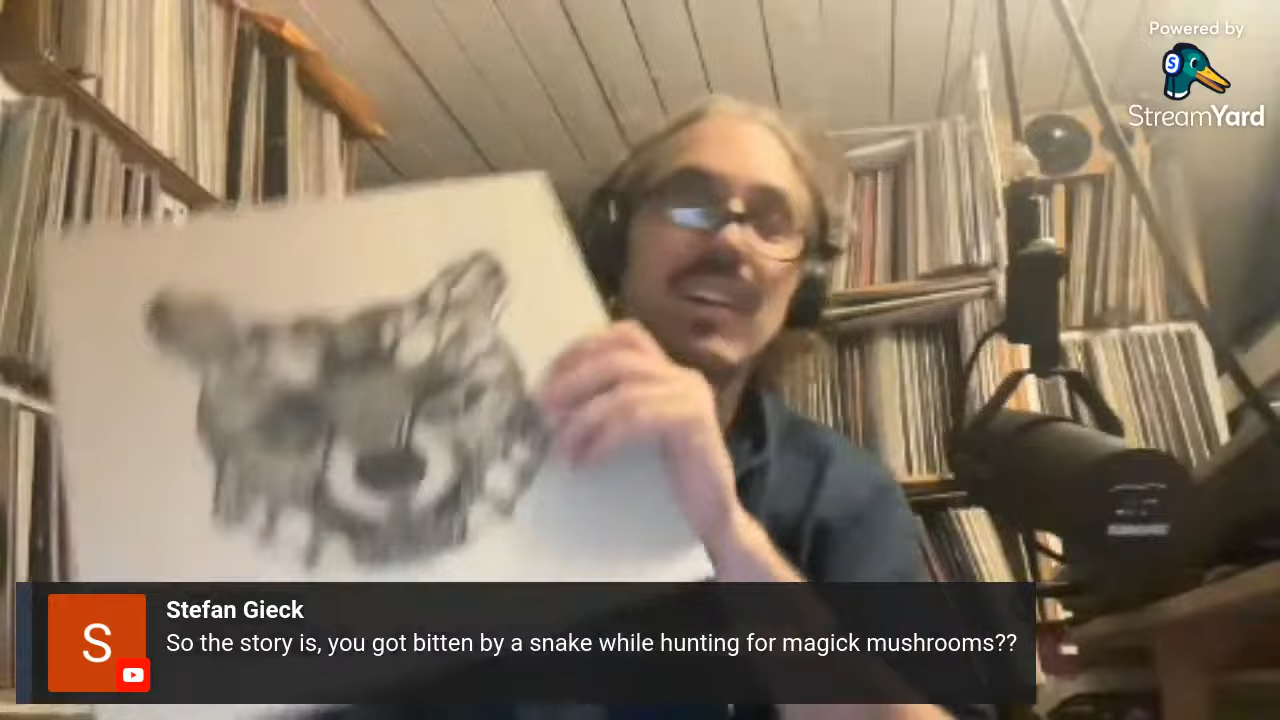 Powered by
StreamYard
S
Stefan Gieck
So the story is, you got bitten by a snake while hunting for magick mushrooms??